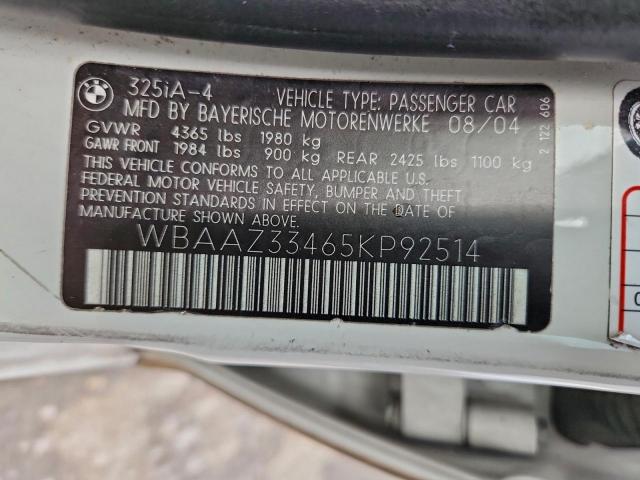 BMW
325iA-4 VEHICLE TYPE: PASSENGER CAR
MFD BY BAYERISCHE MOTORENWERKE 08/04
GVWR 4365 lbs 1980 kg
GAWR FRONT 1984 lbs 900 kg REAR 2425 lbs 1100 kg
THIS VEHICLE CONFORMS TO ALL APPLICABLE U.S.
FEDERAL MOTOR VEHICLE SAFETY, BUMPER AND THEFT
PREVENTION STANDARDS IN EFFECT ON THE DATE
OF MANUFACTURE SHOWN ABOVE.
WBAAZ33465KP92514
2 122 606